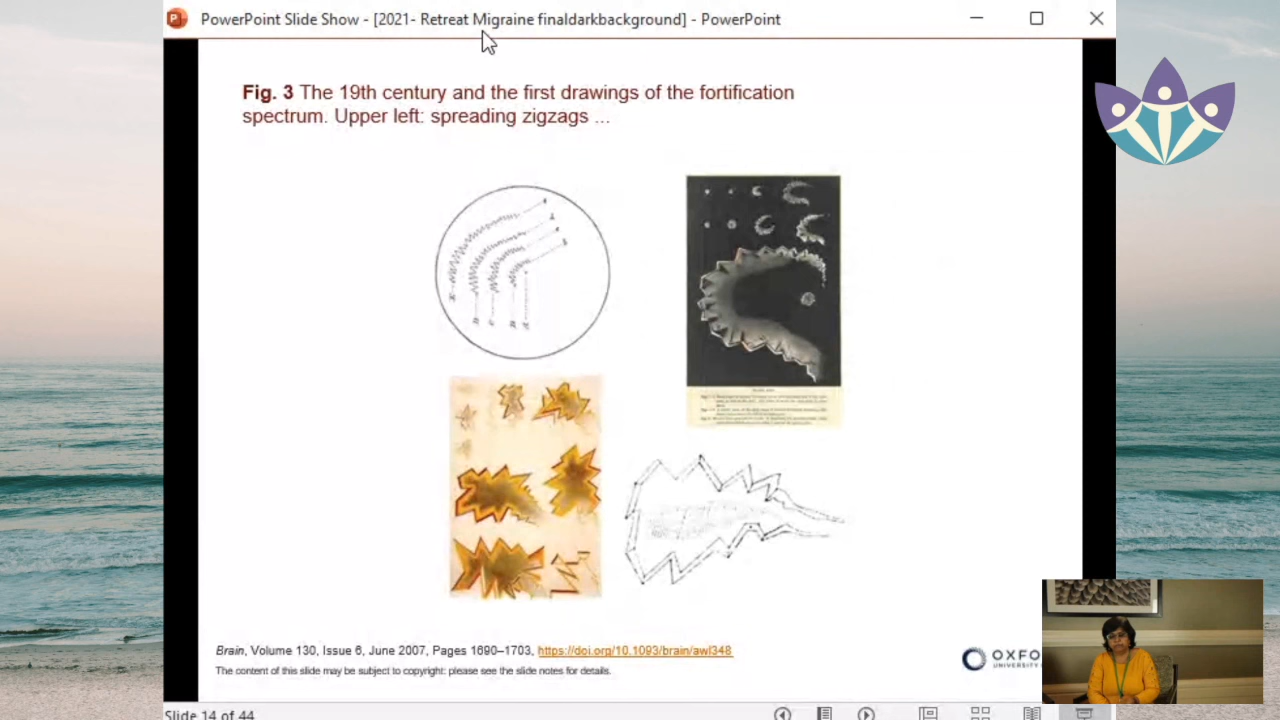 PowerPoint Slide Show - [2021- Retreat Migraine finaldarkbackground] - PowerPoint
Fig. 3 The 19th century and the first drawings of the fortification
spectrum. Upper left: spreading zigzags ...
Brain, Volume 130, Issue 6, June 2007, Pages 1690–1703, https://doi.org/10.1093/brain/awl348
The content of this slide may be subject to copyright: please see the slide notes for details.
OXFO
UNIVERSITY
Slide 14 of 44